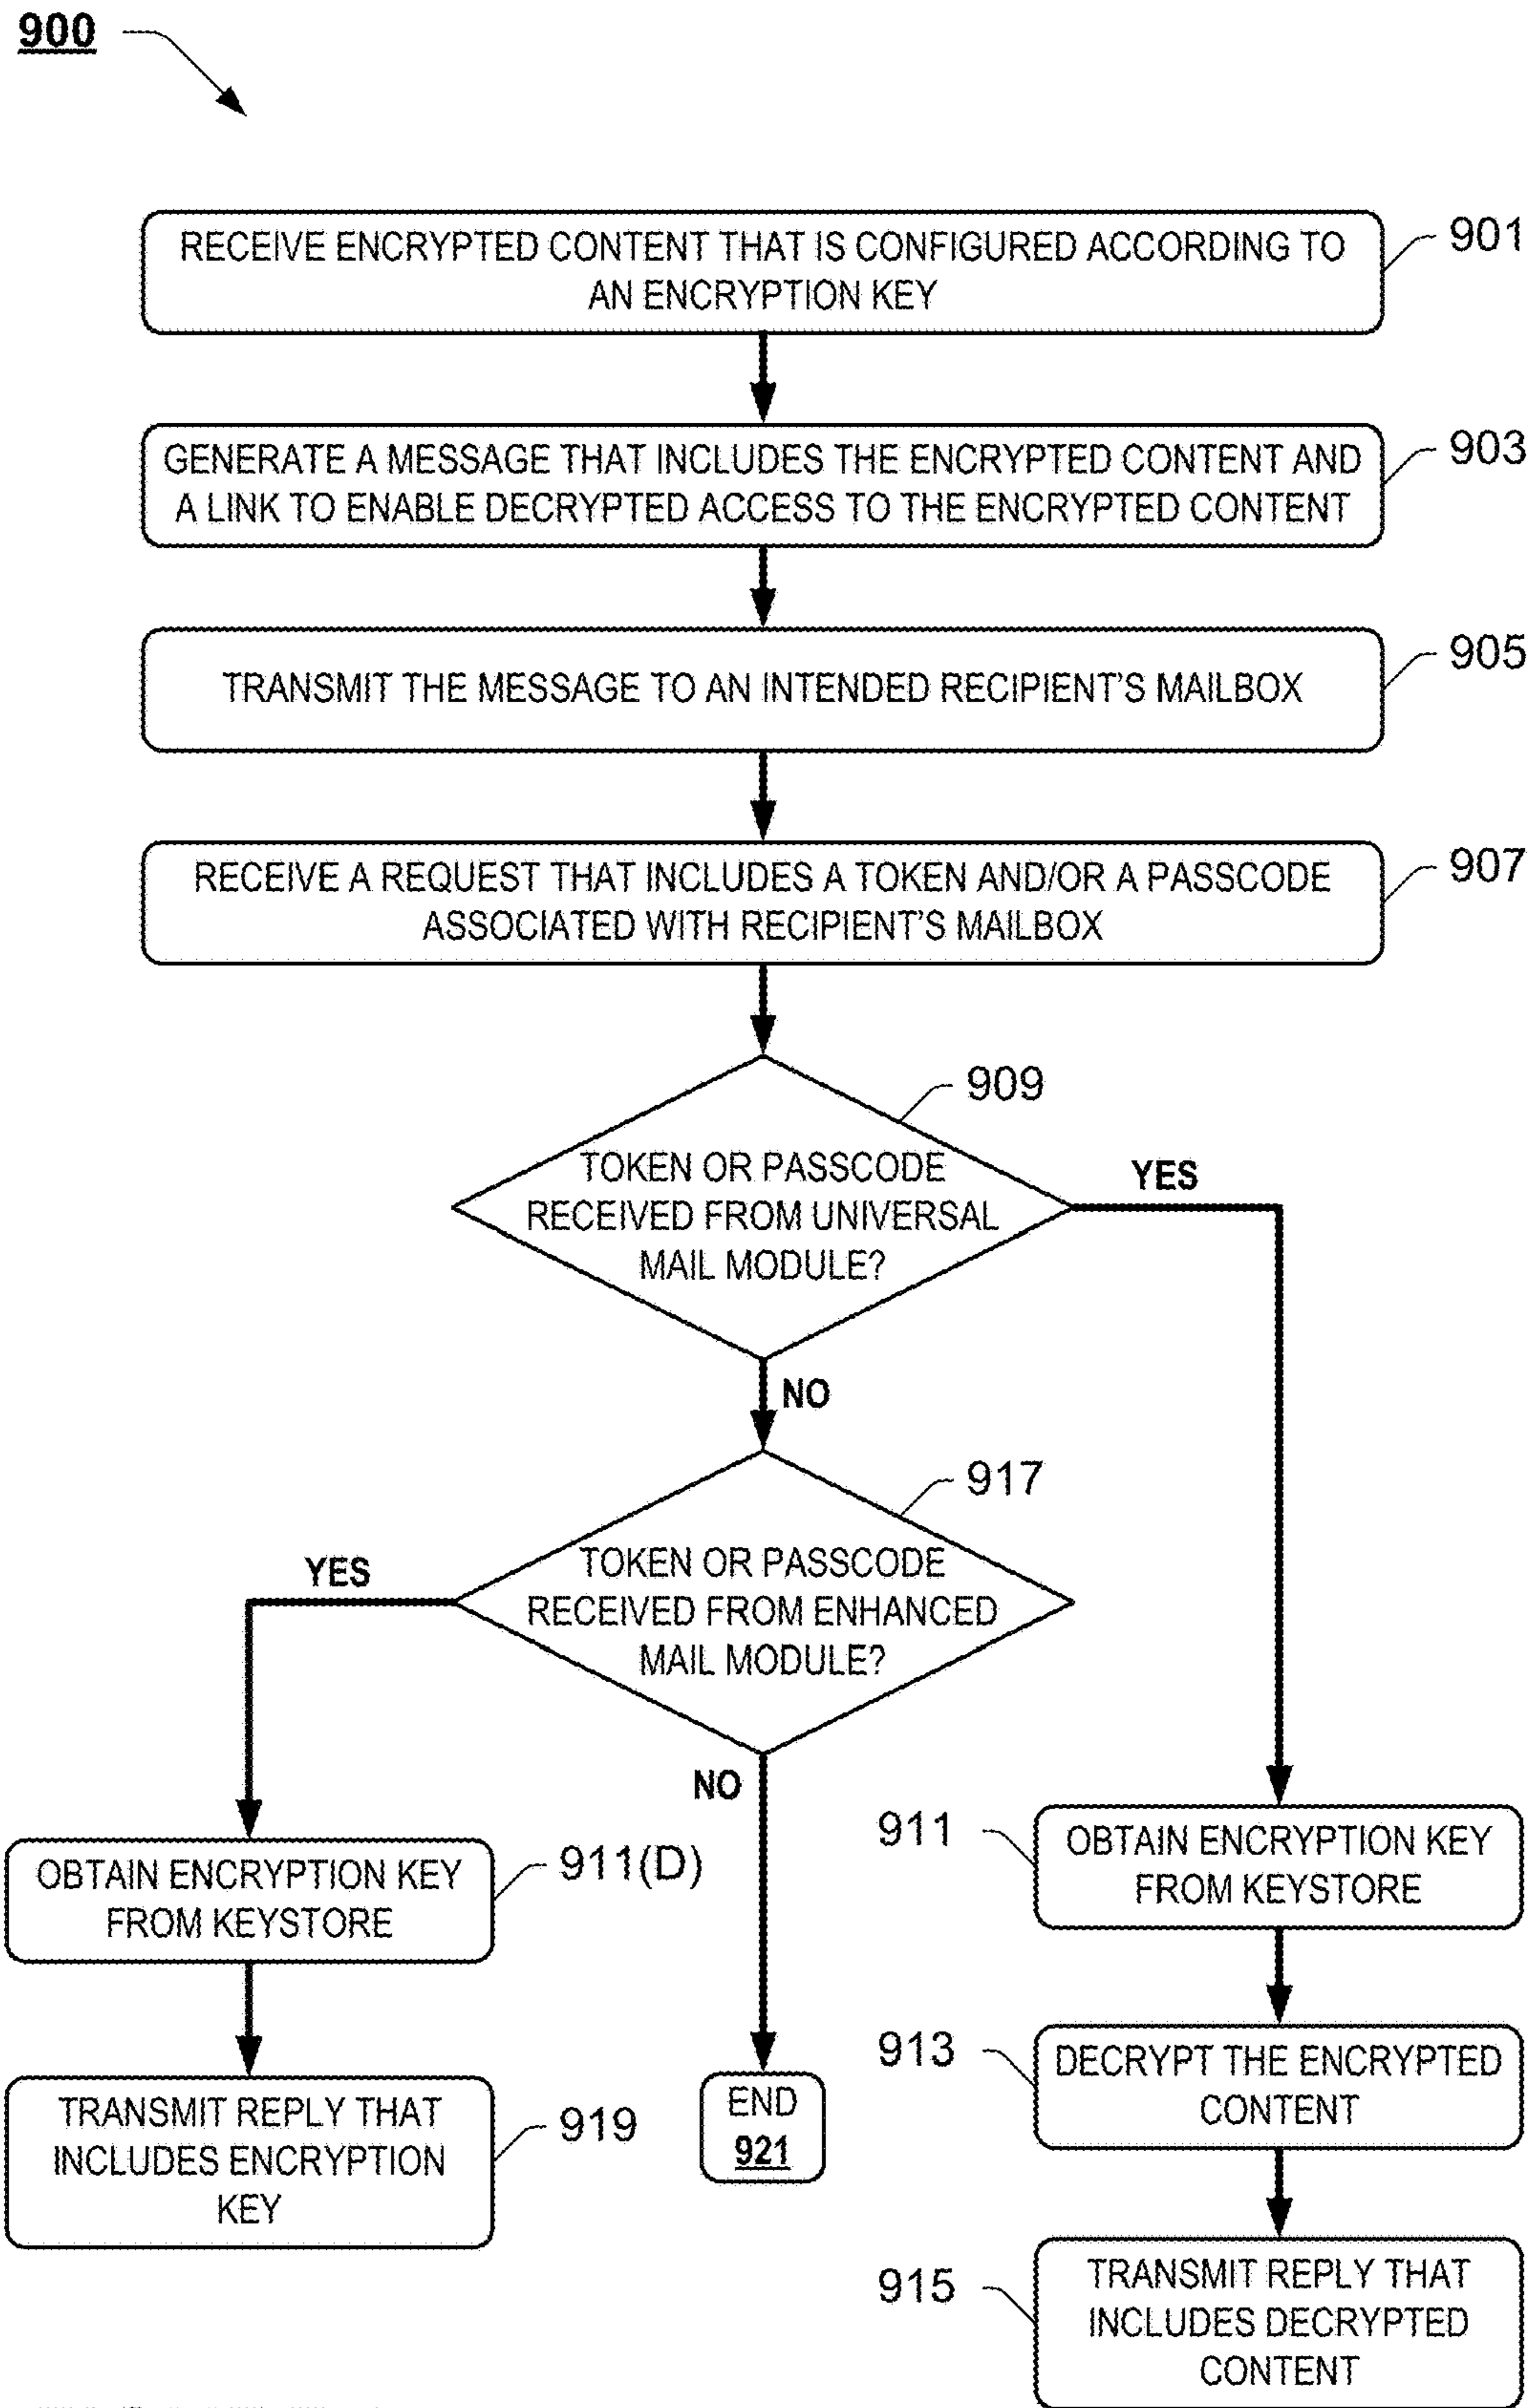 900
RECEIVE ENCRYPTED CONTENT THAT IS CONFIGURED ACCORDING TO
AN ENCRYPTION KEY
901
GENERATE A MESSAGE THAT INCLUDES THE ENCRYPTED CONTENT AND
A LINK TO ENABLE DECRYPTED ACCESS TO THE ENCRYPTED CONTENT
903
TRANSMIT THE MESSAGE TO AN INTENDED RECIPIENT'S MAILBOX
905
RECEIVE A REQUEST THAT INCLUDES A TOKEN AND/OR A PASSCODE
ASSOCIATED WITH RECIPIENT'S MAILBOX
907
909
TOKEN OR PASSCODE
RECEIVED FROM UNIVERSAL
MAIL MODULE?
YES
NO
917
TOKEN OR PASSCODE
RECEIVED FROM ENHANCED
MAIL MODULE?
YES
NO
OBTAIN ENCRYPTION KEY
FROM KEYSTORE
911(D)
TRANSMIT REPLY THAT
INCLUDES ENCRYPTION
KEY
919
END
921
911
OBTAIN ENCRYPTION KEY
FROM KEYSTORE
913
DECRYPT THE ENCRYPTED
CONTENT
915
TRANSMIT REPLY THAT
INCLUDES DECRYPTED
CONTENT